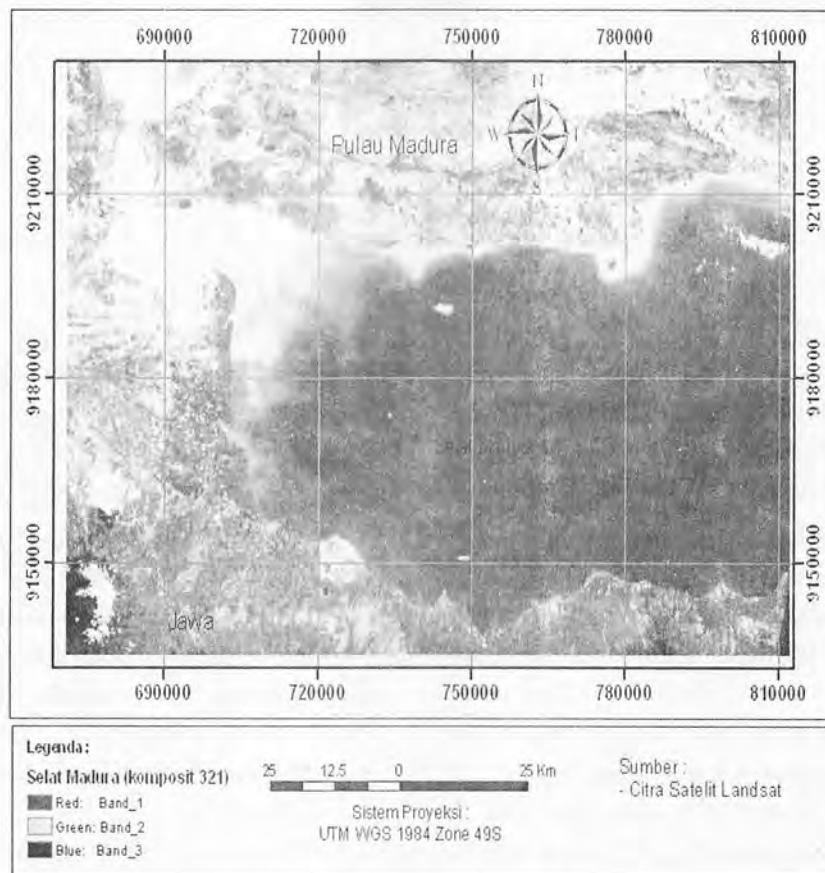 690000 720000 750000 780000 810000
N
W
Pulau Madura
S
9210000 9210000
9180000 9180000
9150000 9150000
Jawa
690000 720000 750000 780000 810000
Legenda :
Selat Madura (komposit 321)
Red: Band_1
Green: Band_2
Blue: Band_3
25 12.5 0 25 Km
Sistem Proyeksi :
UTM WGS 1984 Zone 49S
Sumber :
- Citra Satelit Landsat